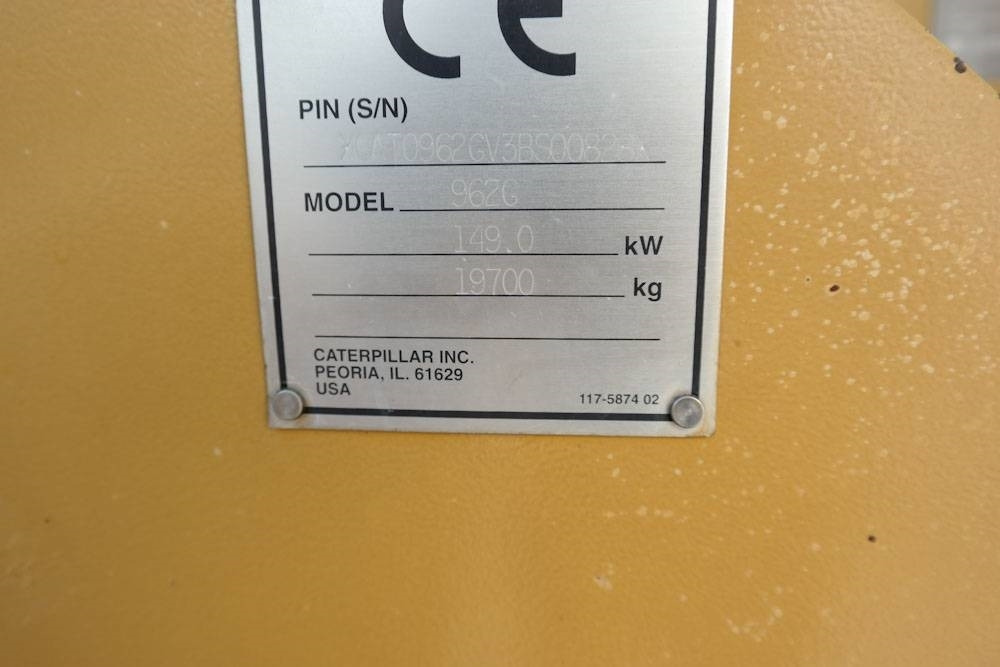 CE
PIN (S/N)
MODEL 962G
149.0 kW
19700 kg
CATERPILLAR INC.
PEORIA, IL. 61629
USA
117-5874 02